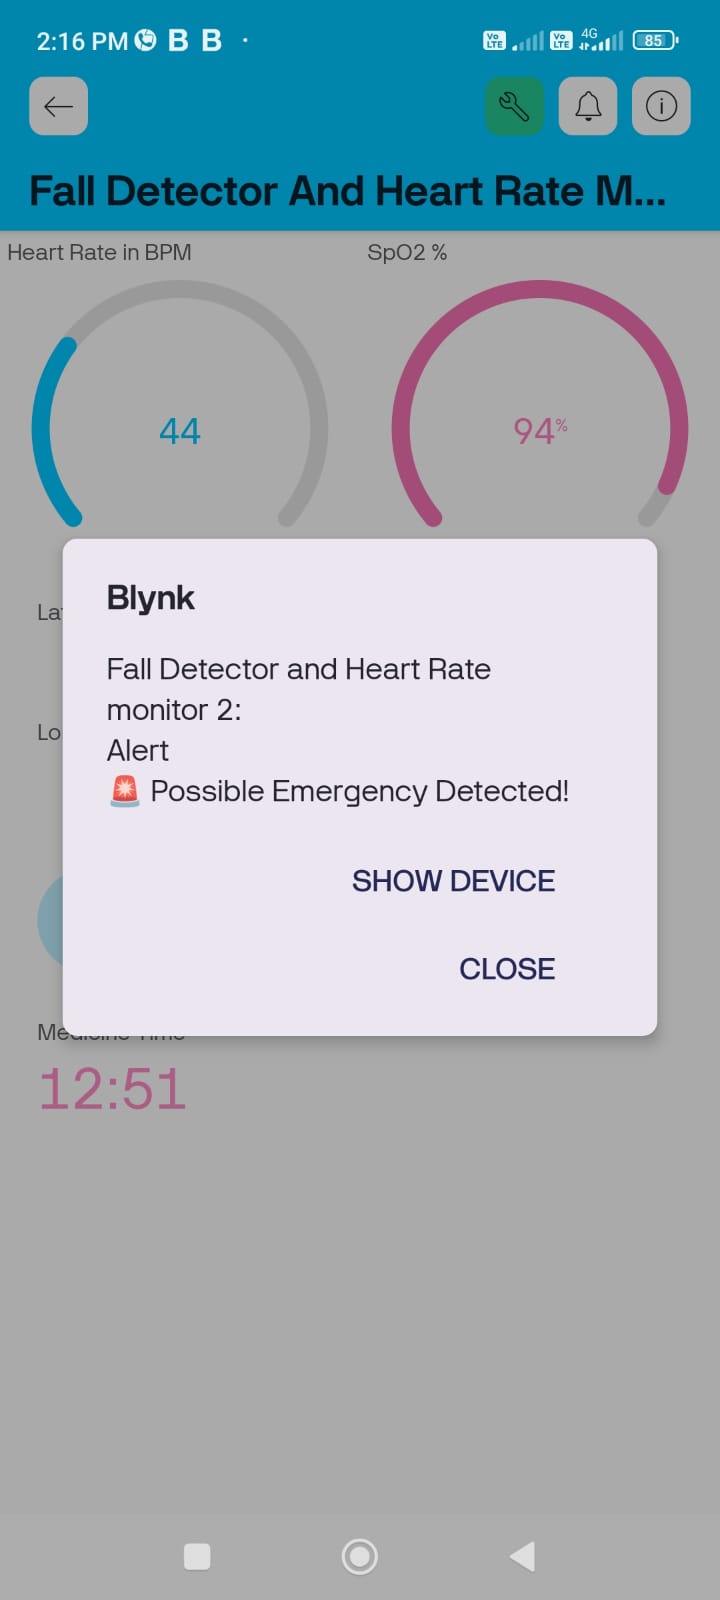 2:16 PM B B
Vo LTE Vo LTE 4G 85
Fall Detector And Heart Rate M...
Heart Rate in BPM SpO2 %
44 94%
La
Blynk
Fall Detector and Heart Rate
monitor 2:
Alert
🚨 Possible Emergency Detected!
Lo
SHOW DEVICE
CLOSE
Medicine Time
12:51